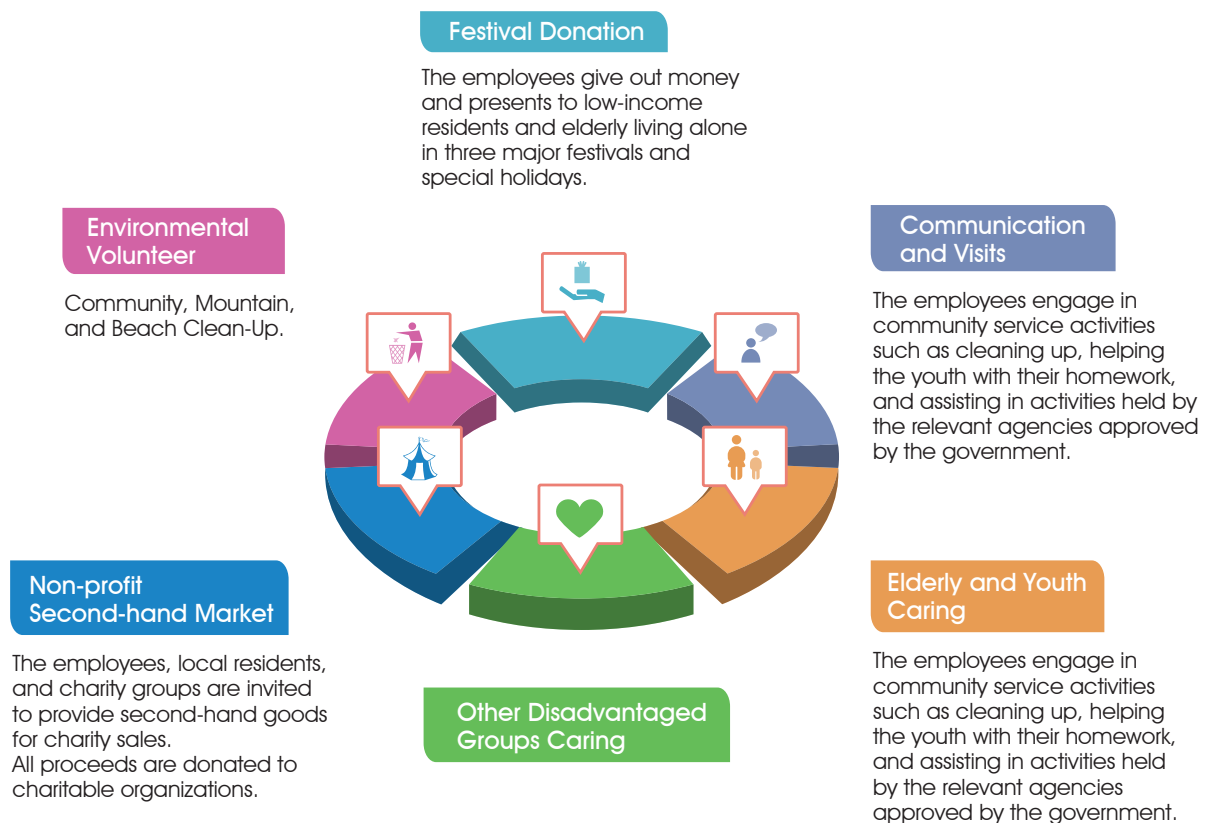 Festival Donation
The employees give out money
and presents to low-income
residents and elderly living alone
in three major festivals and
special holidays.
Environmental
Volunteer
Community, Mountain,
and Beach Clean-Up.
Communication
and Visits
The employees engage in
community service activities
such as cleaning up, helping
the youth with their homework,
and assisting in activities held by
the relevant agencies approved
by the government.
Non-profit
Second-hand Market
The employees, local residents,
and charity groups are invited
to provide second-hand goods
for charity sales.
All proceeds are donated to
charitable organizations.
Other Disadvantaged
Groups Caring
Elderly and Youth
Caring
The employees engage in
community service activities
such as cleaning up, helping
the youth with their homework,
and assisting in activities held
by the relevant agencies
approved by the government.